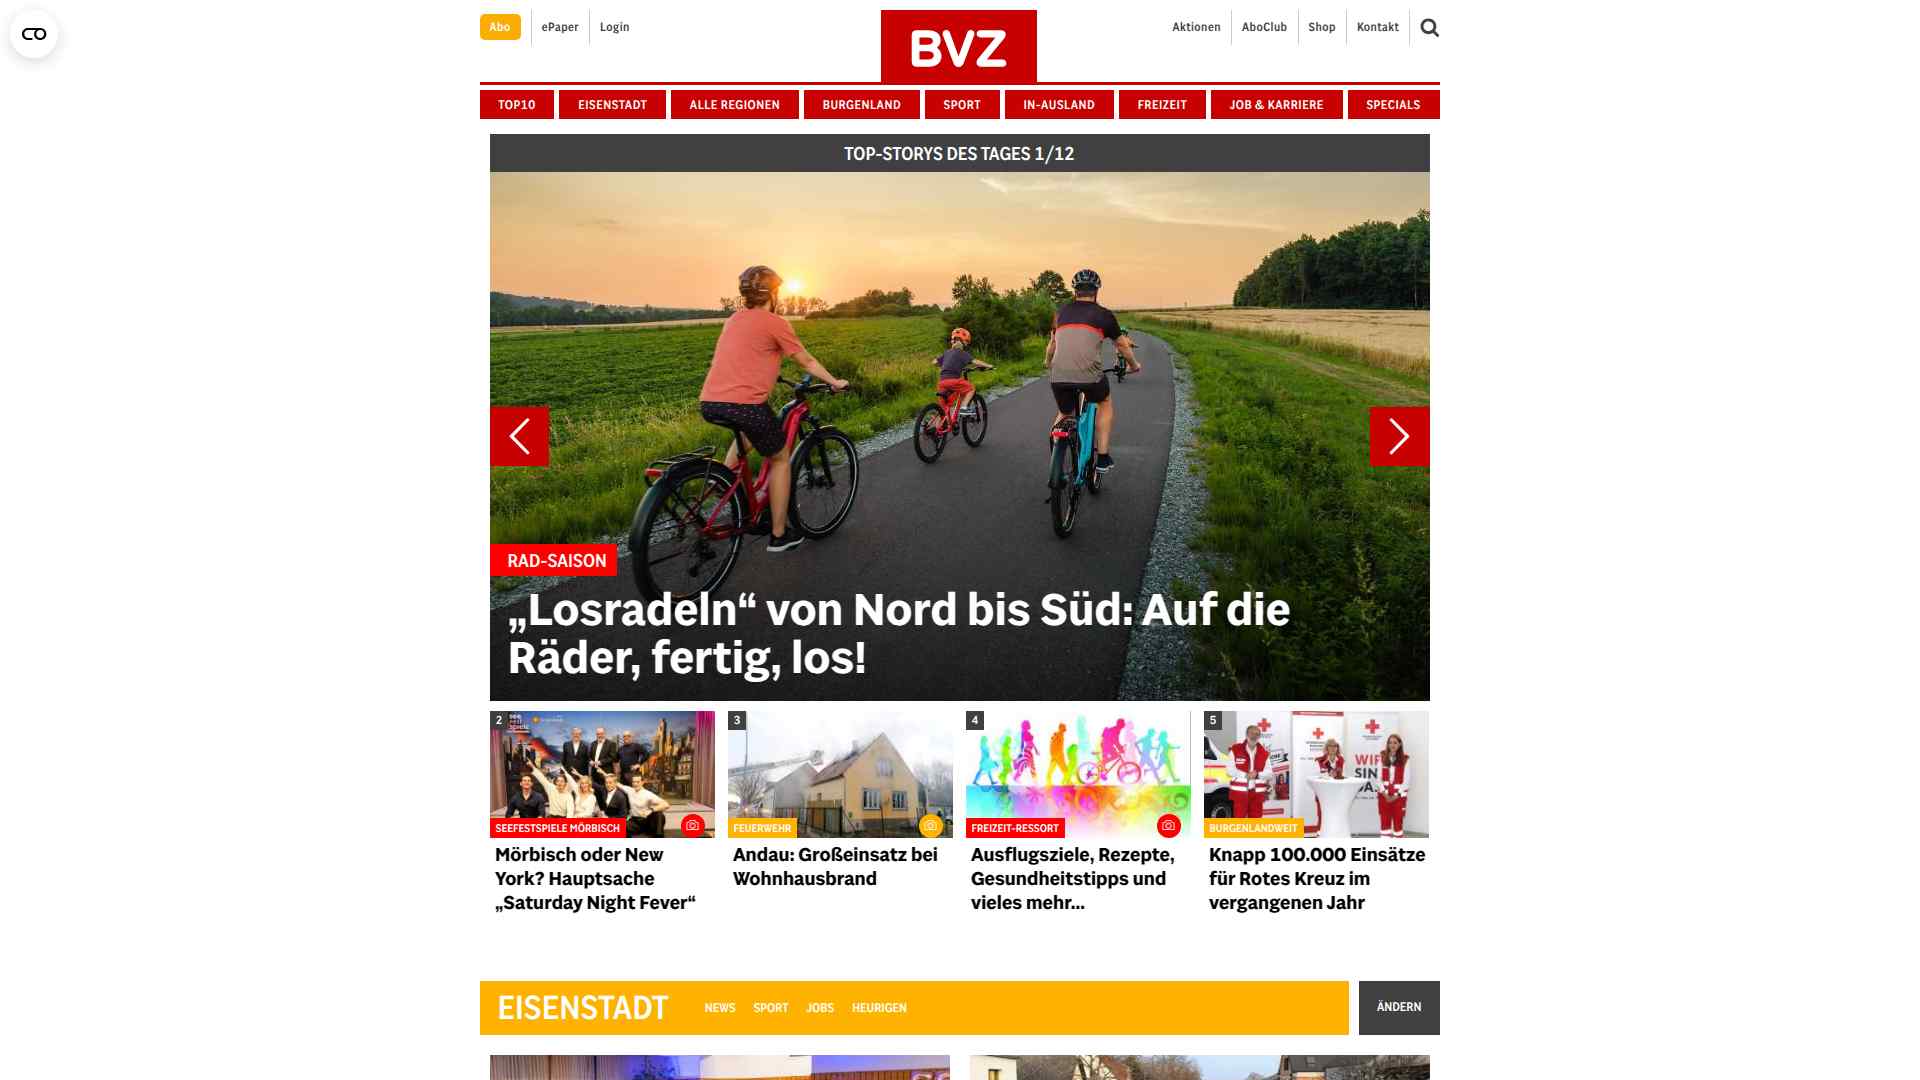 Abo
ePaper
Login
BVZ
Aktionen
AboClub
Shop
Kontakt
TOP10
EISENSTADT
ALLE REGIONEN
BURGENLAND
SPORT
IN-AUSLAND
FREIZEIT
JOB & KARRIERE
SPECIALS
TOP-STORYS DES TAGES 1/12
RAD-SAISON
„Losradeln“ von Nord bis Süd: Auf die
Räder, fertig, los!
2
SEEFESTSPIELE MÖRBISCH
Mörbisch oder New
York? Hauptsache
„Saturday Night Fever“
3
FEUERWEHR
Andau: Großeinsatz bei
Wohnhausbrand
4
FREIZEIT-RESSORT
Ausflugsziele, Rezepte,
Gesundheitstipps und
vieles mehr...
5
BURGENLANDWEIT
Knapp 100.000 Einsätze
für Rotes Kreuz im
vergangenen Jahr
EISENSTADT
NEWS
SPORT
JOBS
HEURIGEN
ÄNDERN